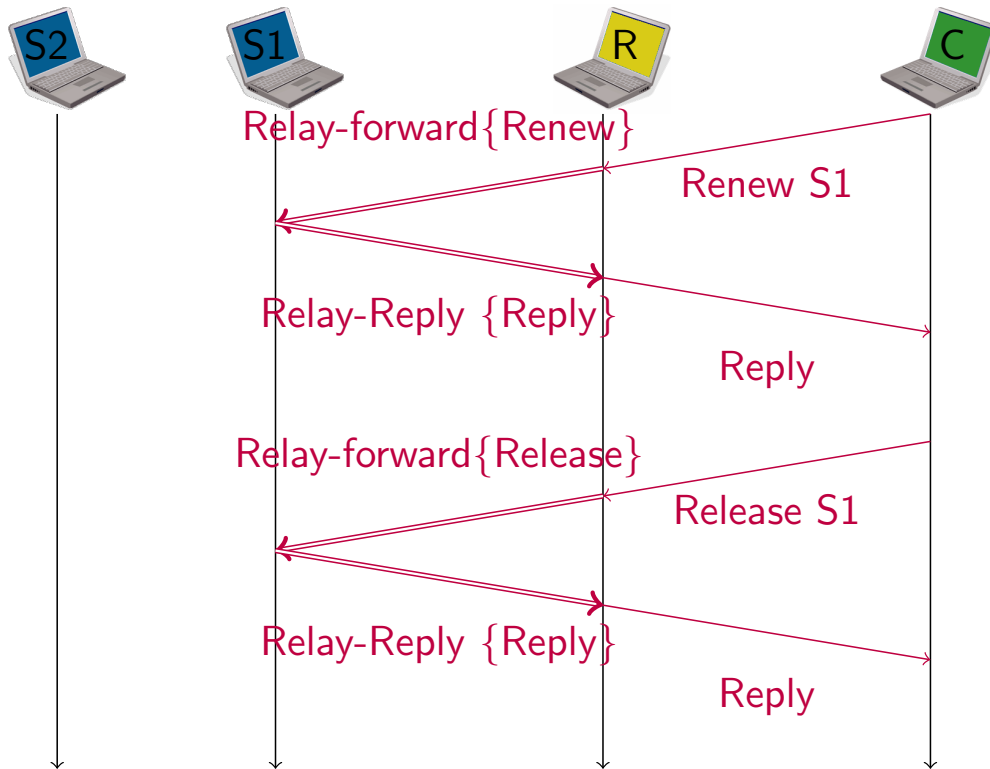 S2
S1
R
C
Relay-forward{Renew}
Renew S1
Relay-Reply {Reply}
Reply
Relay-forward{Release}
Release S1
Relay-Reply {Reply}
Reply